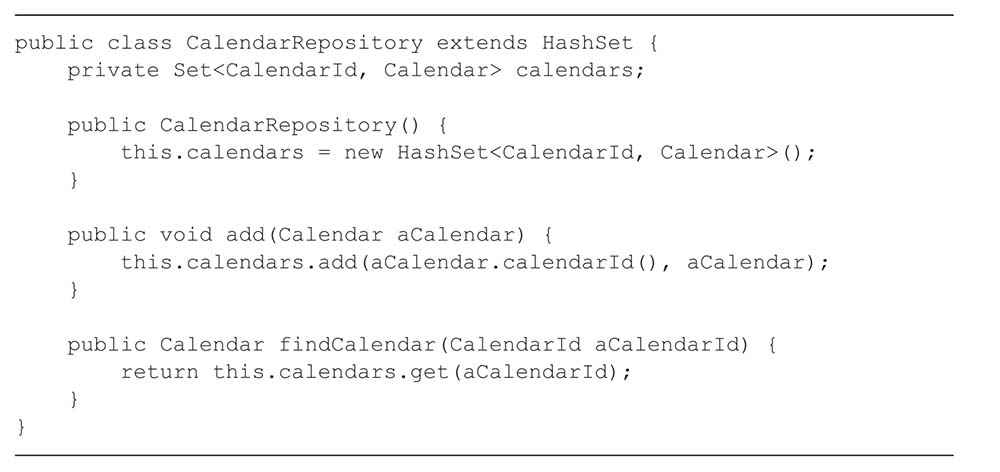 public class CalendarRepository extends HashSet {
    private Set<CalendarId, Calendar> calendars;

    public CalendarRepository() {
        this.calendars = new HashSet<CalendarId, Calendar>();
    }

    public void add(Calendar aCalendar) {
        this.calendars.add(aCalendar.calendarId(), aCalendar);
    }

    public Calendar findCalendar(CalendarId aCalendarId) {
        return this.calendars.get(aCalendarId);
    }
}